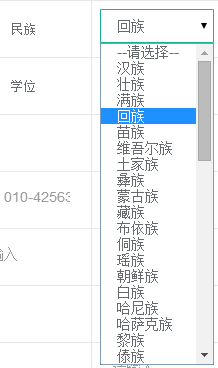 民族
回族
--请选择--
汉族
壮族
满族
回族
苗族
维吾尔族
土家族
彝族
蒙古族
藏族
布依族
侗族
瑶族
朝鲜族
白族
哈尼族
哈萨克族
黎族
傣族
学位
010-42563
输入